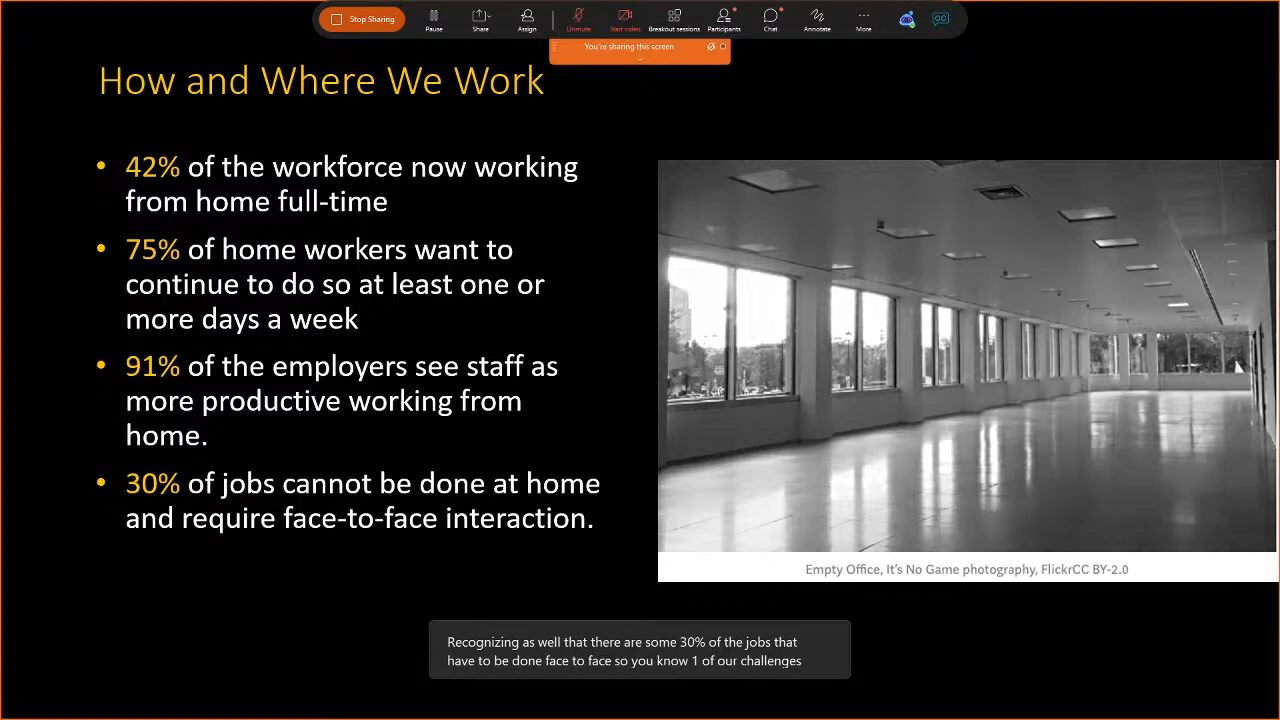 Stop Sharing
Pause
Share
Assign
Unmute
Start video
Breakout sessions
Participants
Chat
Annotate
More
CC
You're sharing this screen
How and Where We Work
• 42% of the workforce now working
from home full-time
• 75% of home workers want to
continue to do so at least one or
more days a week
• 91% of the employers see staff as
more productive working from
home.
• 30% of jobs cannot be done at home
and require face-to-face interaction.
Empty Office, It's No Game photography, FlickrCC BY-2.0
Recognizing as well that there are some 30% of the jobs that
have to be done face to face so you know 1 of our challenges